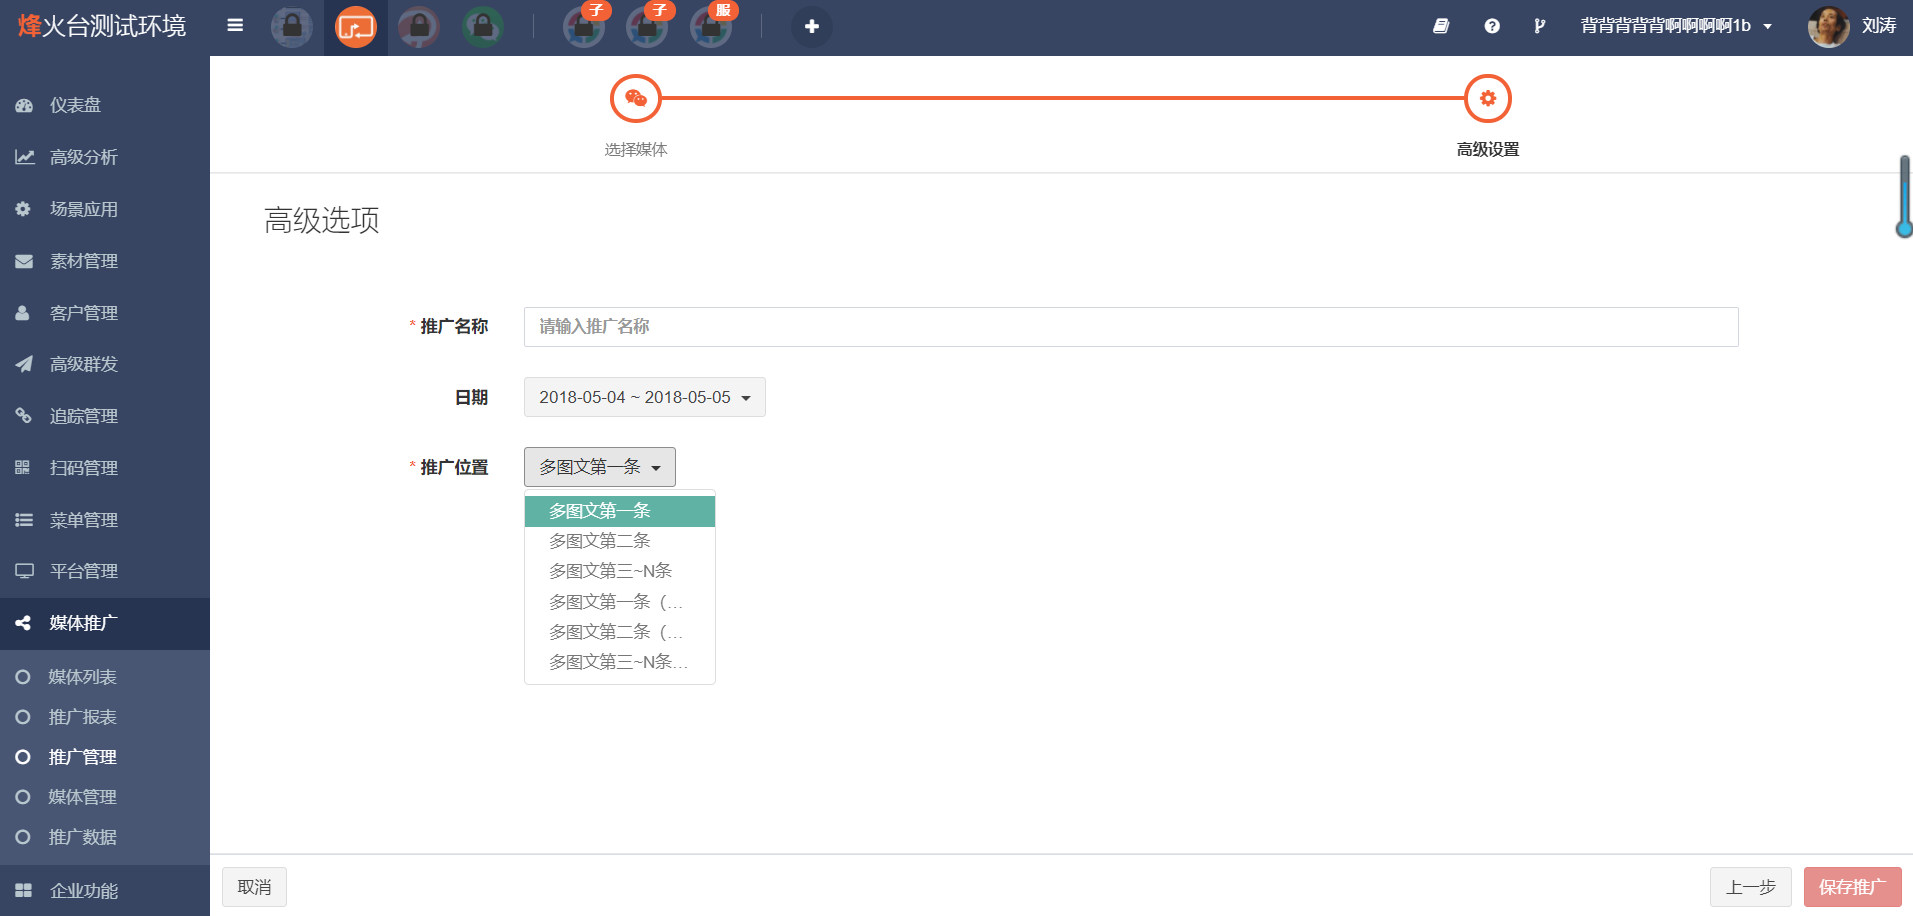 烽火台测试环境
子
子
服
背背背背背啊啊啊啊1b
刘涛
仪表盘
高级分析
场景应用
素材管理
客户管理
高级群发
追踪管理
扫码管理
菜单管理
平台管理
媒体推广
媒体列表
推广报表
推广管理
媒体管理
推广数据
企业功能
选择媒体
高级设置
高级选项
* 推广名称
请输入推广名称
日期
2018-05-04 ~ 2018-05-05
* 推广位置
多图文第一条
多图文第一条
多图文第二条
多图文第三~N条
多图文第一条（...
多图文第二条（...
多图文第三~N条...
取消
上一步
保存推广